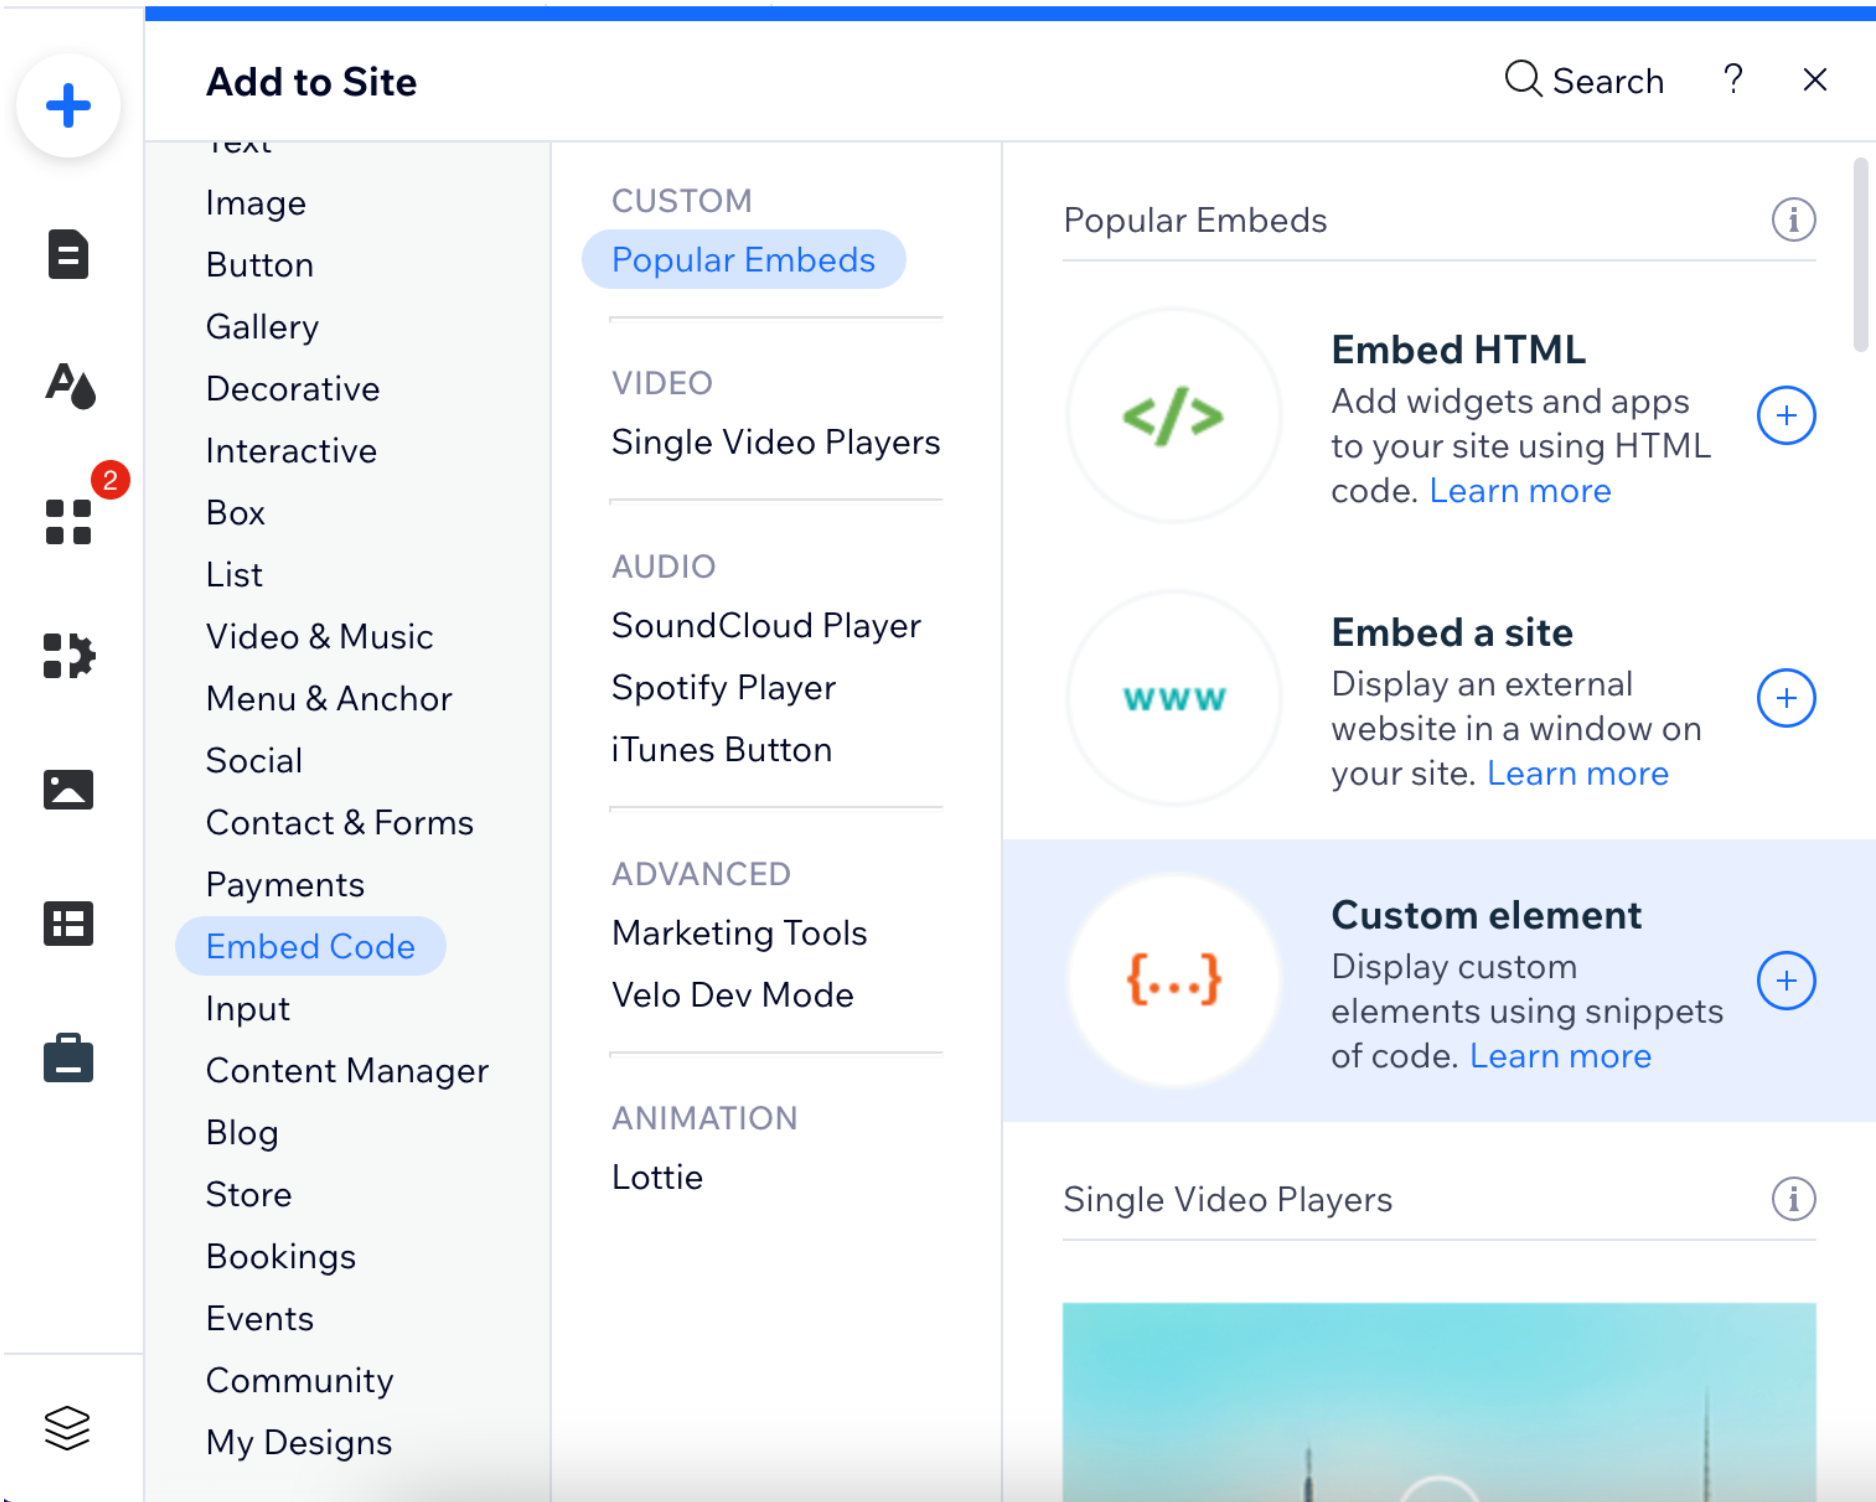 Add to Site
Search
?
2
Text
Image
Button
Gallery
Decorative
Interactive
Box
List
Video & Music
Menu & Anchor
Social
Contact & Forms
Payments
Embed Code
Input
Content Manager
Blog
Store
Bookings
Events
Community
My Designs
CUSTOM
Popular Embeds
VIDEO
Single Video Players
AUDIO
SoundCloud Player
Spotify Player
iTunes Button
ADVANCED
Marketing Tools
Velo Dev Mode
ANIMATION
Lottie
Popular Embeds
i
</>
Embed HTML
Add widgets and apps
to your site using HTML
code. Learn more
www
Embed a site
Display an external
website in a window on
your site. Learn more
{...}
Custom element
Display custom
elements using snippets
of code. Learn more
Single Video Players
i